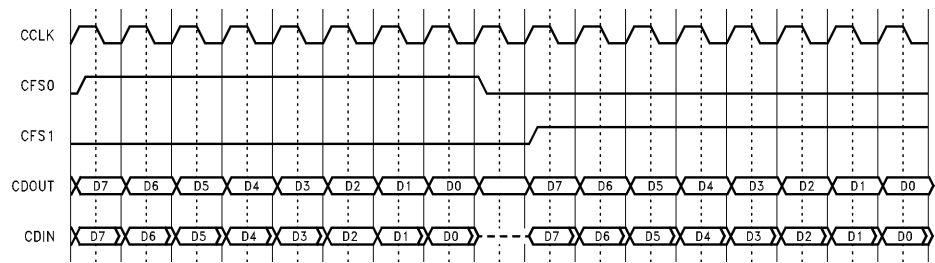 CCLK
CFS0
CFS1
CDOUT D7 D6 D5 D4 D3 D2 D1 D0 D7 D6 D5 D4 D3 D2 D1 D0
CDIN D7 D6 D5 D4 D3 D2 D1 D0 D7 D6 D5 D4 D3 D2 D1 D0